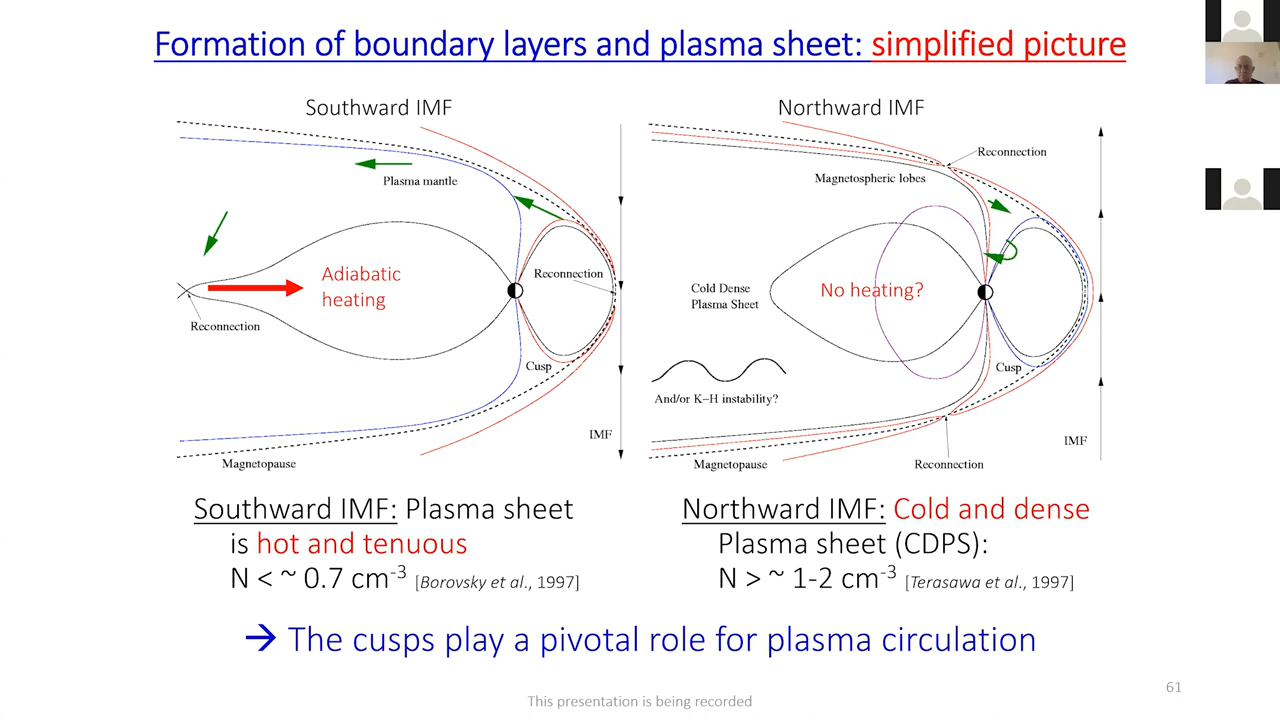 Formation of boundary layers and plasma sheet: simplified picture
Southward IMF
Plasma mantle
Adiabatic
heating
Reconnection
Reconnection
Cusp
IMF
Magnetopause
Northward IMF
Reconnection
Magnetospheric lobes
Cold Dense
Plasma Sheet
No heating?
Cusp
And/or K–H instability?
IMF
Magnetopause
Reconnection
Southward IMF: Plasma sheet
is hot and tenuous
N < ~ 0.7 cm-3 [Borovsky et al., 1997]
Northward IMF: Cold and dense
Plasma sheet (CDPS):
N > ~ 1-2 cm-3 [Terasawa et al., 1997]
→ The cusps play a pivotal role for plasma circulation
61
This presentation is being recorded